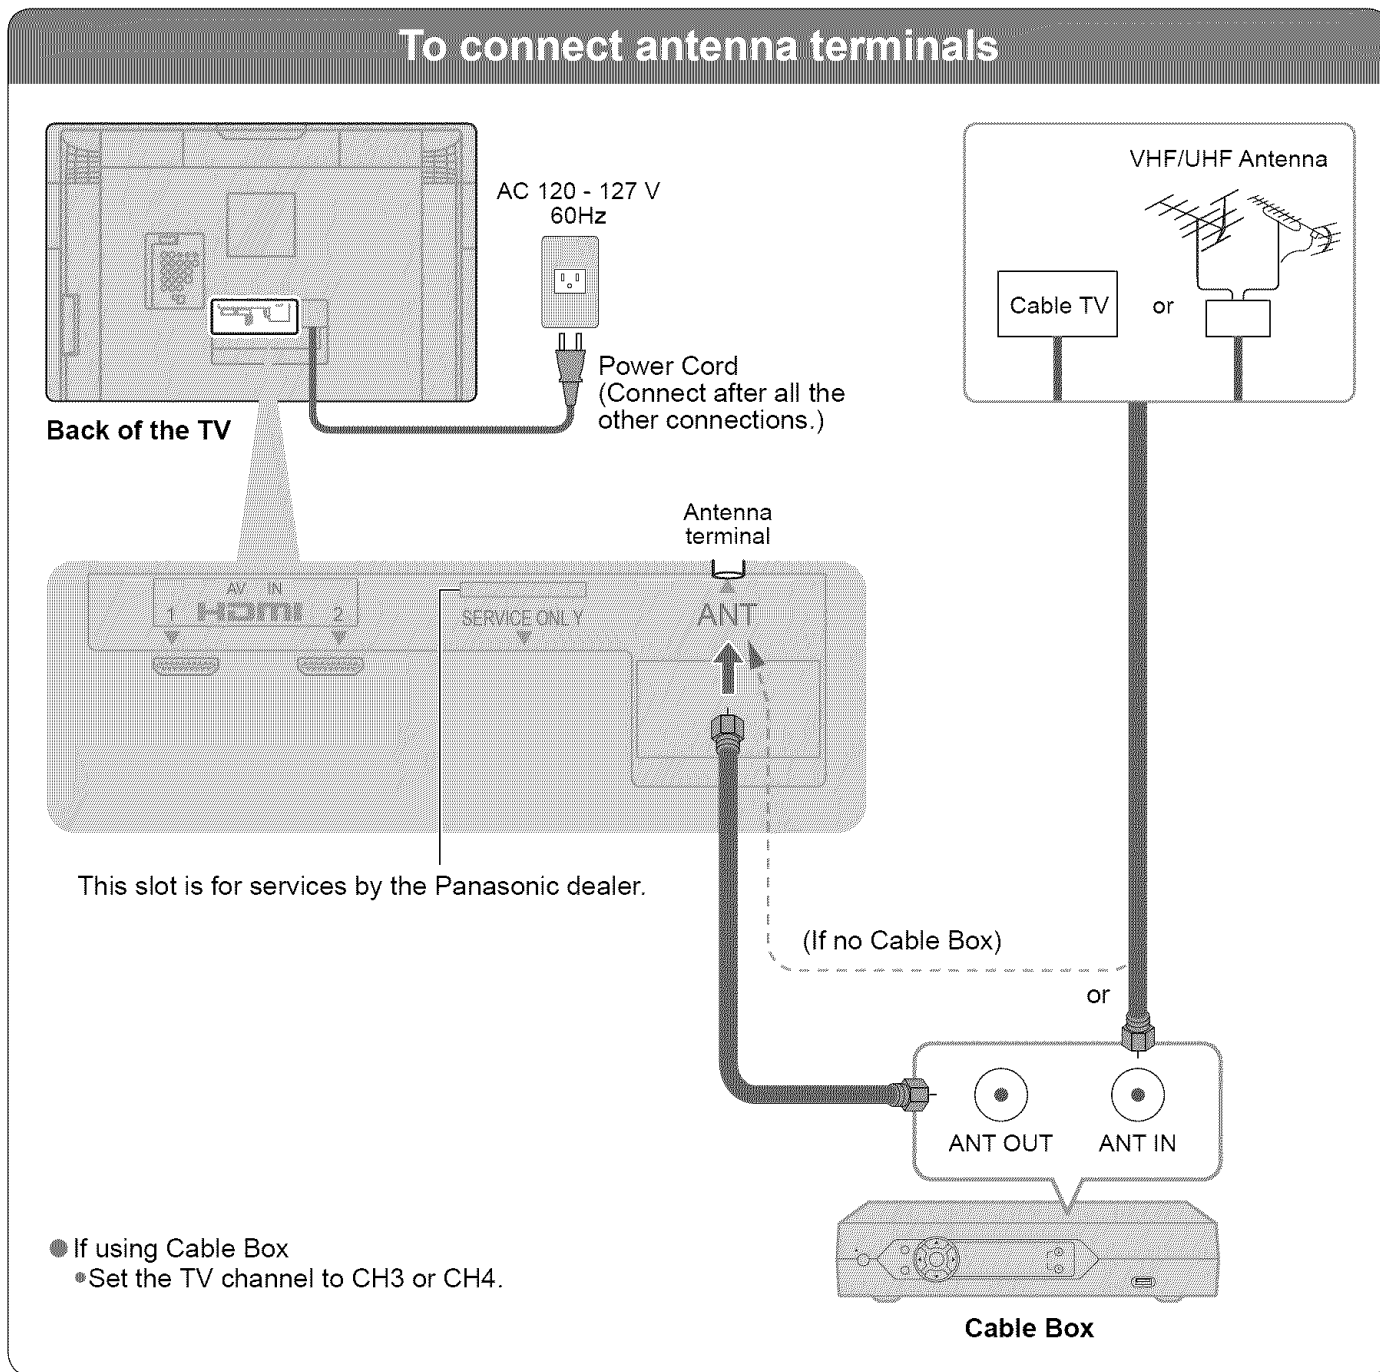 To connect antenna terminals
VHF/UHF Antenna
AC 120 - 127 V
60Hz
Cable TV
or
Power Cord
(Connect after all the
other connections.)
Back of the TV
Antenna
terminal
AV IN
1 HDMI 2
SERVICE ONLY
ANT
This slot is for services by the Panasonic dealer.
(If no Cable Box)
or
ANT OUT
ANT IN
● If using Cable Box
●Set the TV channel to CH3 or CH4.
Cable Box